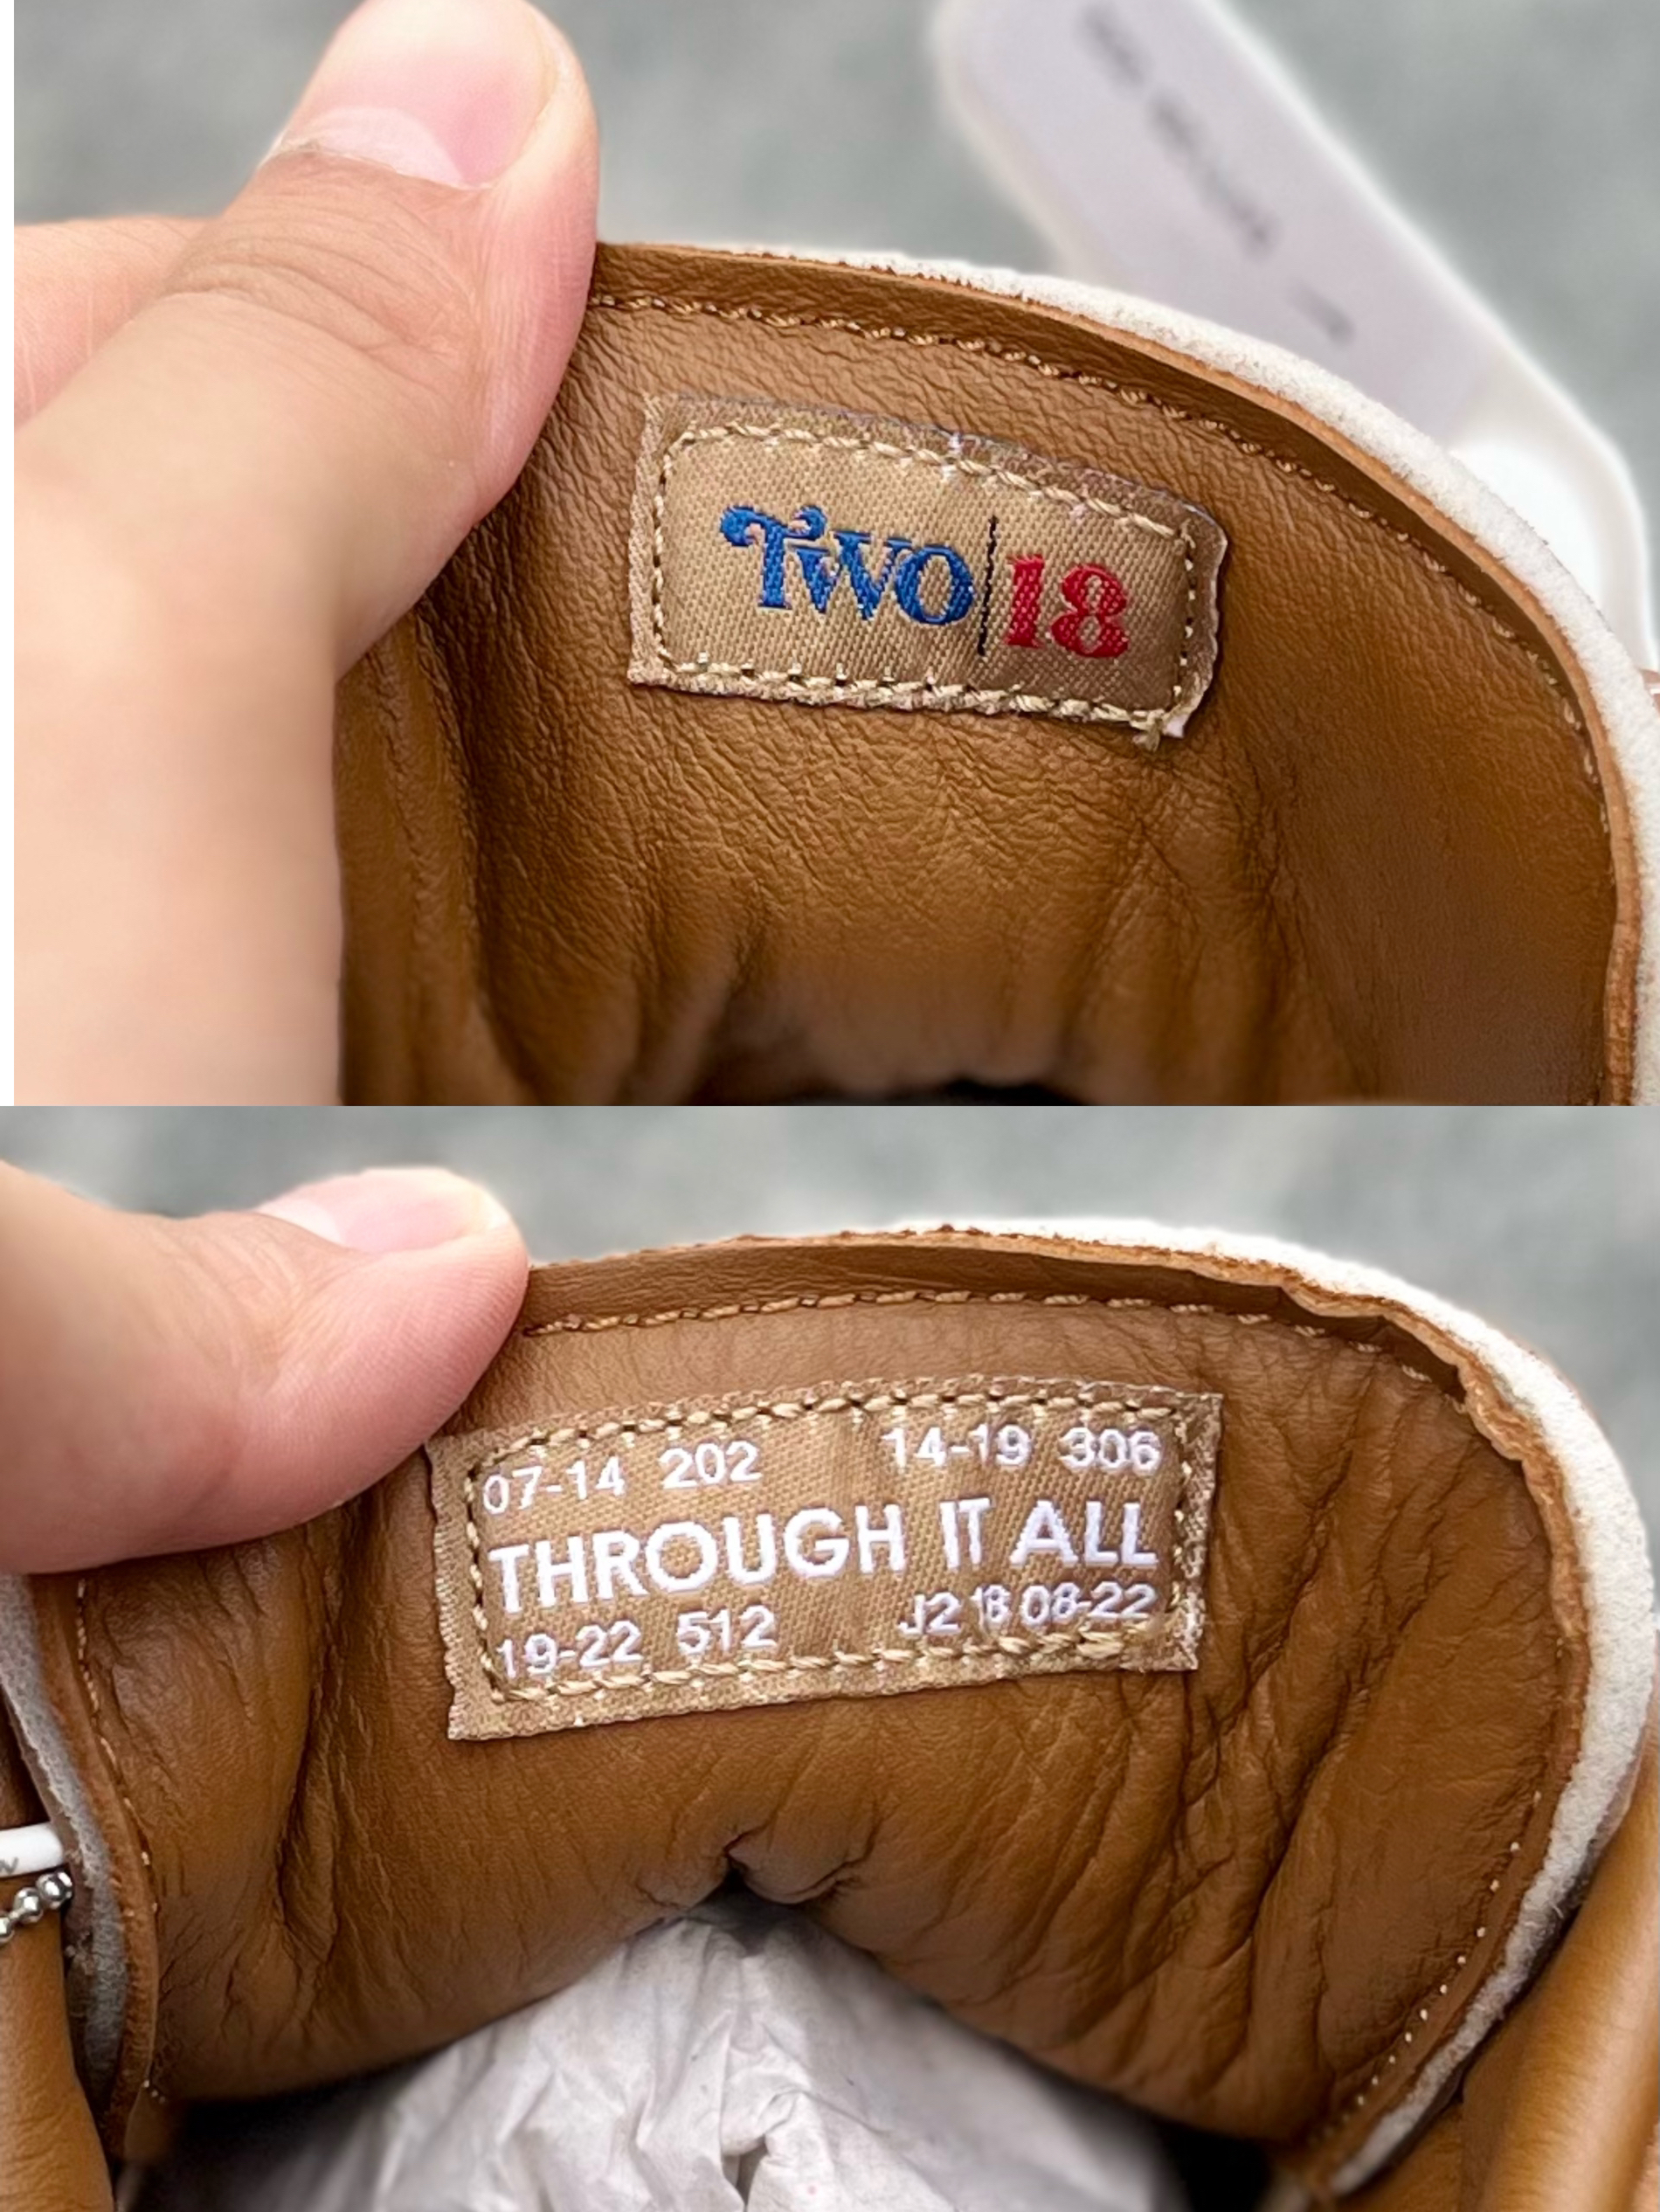 TWO|18
07-14 202 14-19 306
THROUGH IT ALL
19-22 512 J2 18 08-22